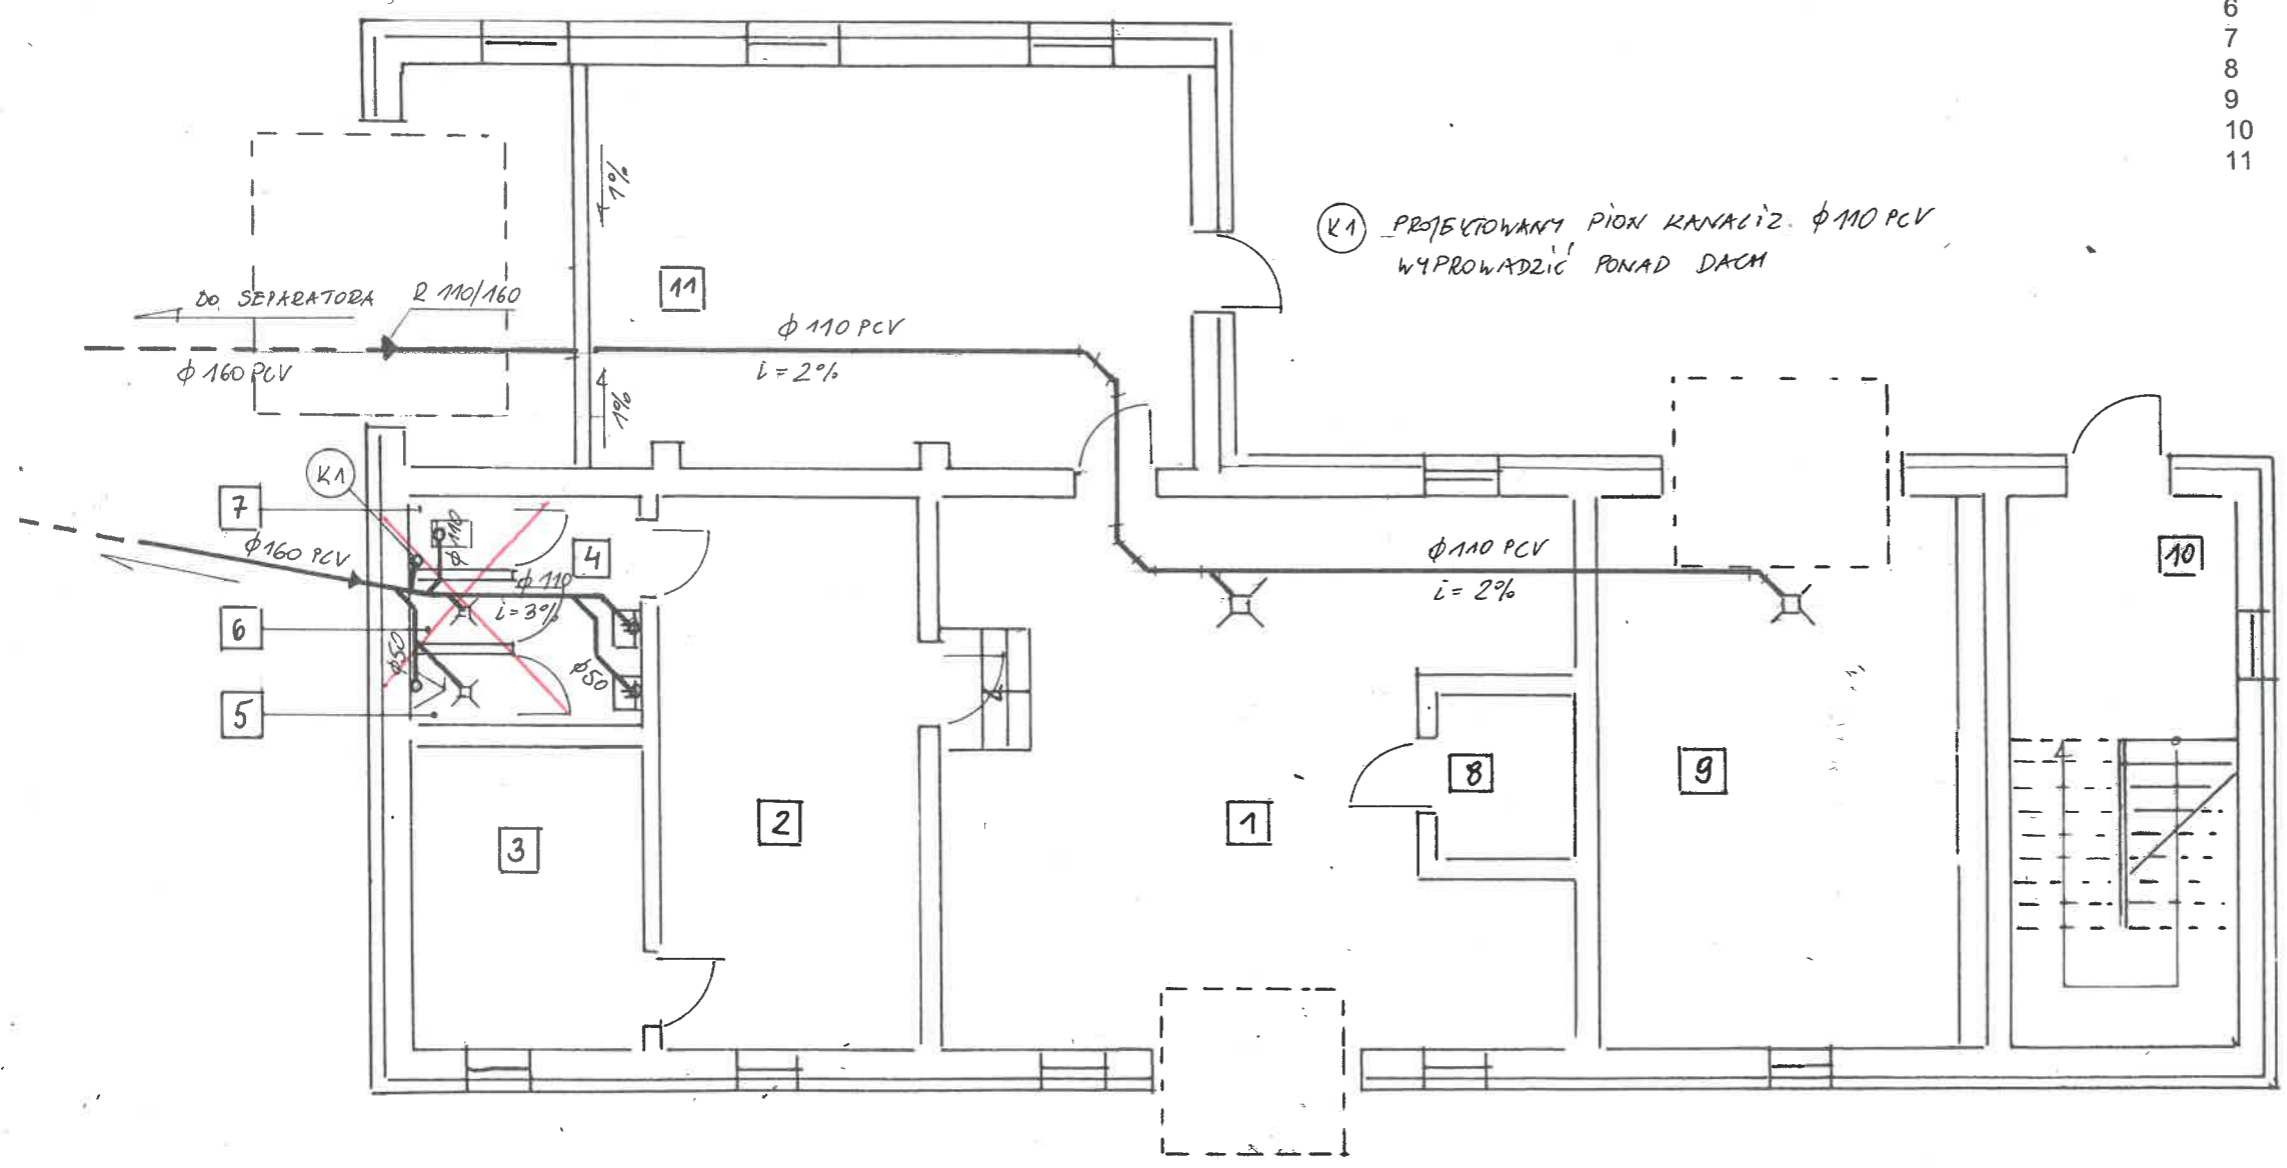 6
7
8
9
10
11
K1 PROJEKTOWANY PION KANALIZ. ϕ110 PCV
WYPROWADZIĆ PONAD DACH
1%
11
DO SEPARATORA
R 110/160
ϕ110 PCV
ϕ160 PCV
i=2%
1%
K1
7
ϕ110
ϕ160 PCV
4
ϕ110
i=3%
ϕ110 PCV
i=2%
10
6
ϕ50
ϕ50
5
8
9
3
2
1